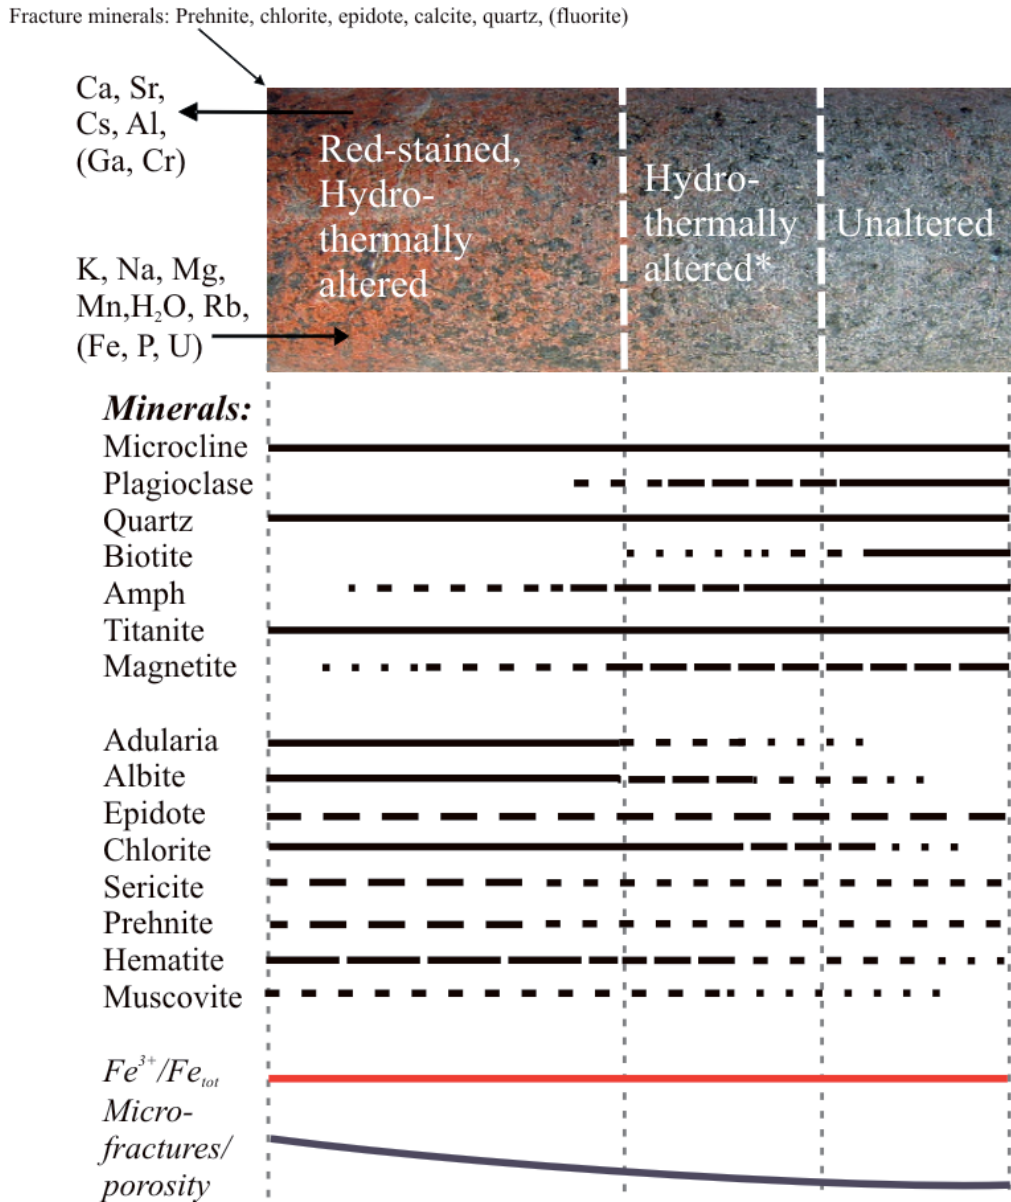 Fracture minerals: Prehnite, chlorite, epidote, calcite, quartz, (fluorite)
Ca, Sr,
Cs, Al,
(Ga, Cr)
K, Na, Mg,
Mn,H₂O, Rb,
(Fe, P, U)
Red-stained,
Hydro-
thermally
altered
Hydro-
thermally
altered*
Unaltered
Minerals:
Microcline
Plagioclase
Quartz
Biotite
Amph
Titanite
Magnetite
Adularia
Albite
Epidote
Chlorite
Sericite
Prehnite
Hematite
Muscovite
Fe³⁺/Feₜₒₜ
Micro-
fractures/
porosity